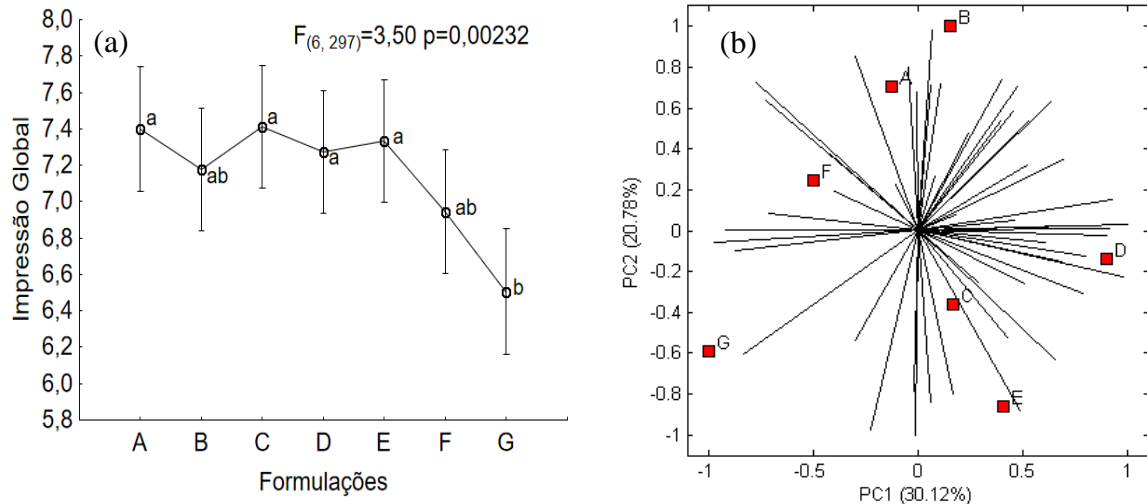 (a)
F(6, 297)=3,50 p=0,00232
Impressão Global
8,0
7,8
7,6
7,4
7,2
7,0
6,8
6,6
6,4
6,2
6,0
5,8
a
ab
a
a
a
ab
b
A B C D E F G
Formulações
(b)
PC2 (20.78%)
1
0.8
0.6
0.4
0.2
0
-0.2
-0.4
-0.6
-0.8
-1
B
A
F
D
C
G
E
-1 -0.5 0 0.5 1
PC1 (30.12%)